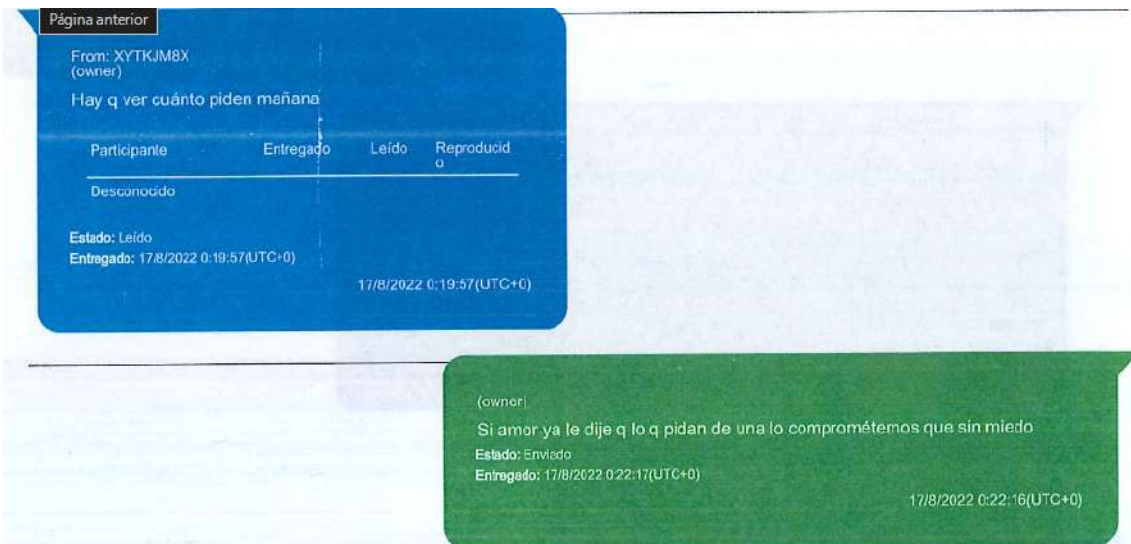 Página anterior
From: XYTKJM8X
(owner)
Hay q ver cuánto piden mañana
Participante Entregado Leído Reproducid
o
Desconocido
Estado: Leído
Entregado: 17/8/2022 0:19:57(UTC+0)
17/8/2022 0:19:57(UTC+0)
(owner)
Si amor ya le dije q lo q pidan de una lo comprométemos que sin miedo
Estado: Enviado
Entregado: 17/8/2022 0:22:17(UTC+0)
17/8/2022 0:22:16(UTC+0)